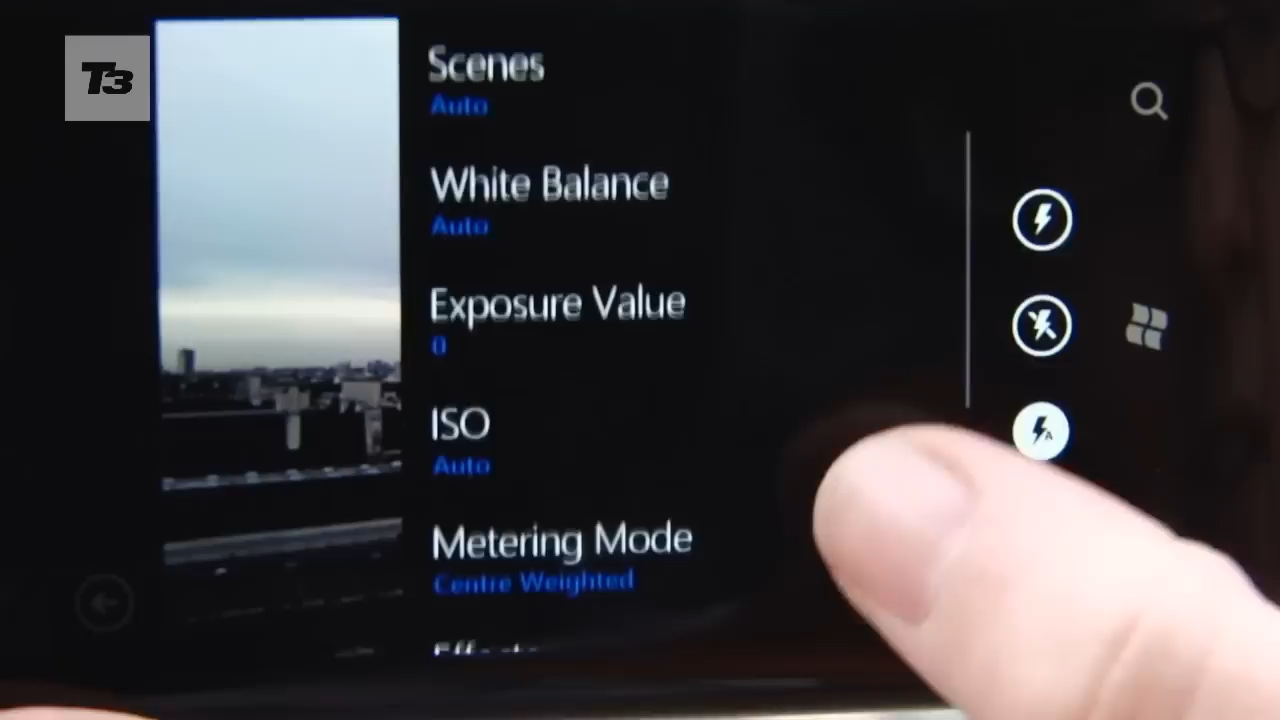 T3
Scenes
Auto
White Balance
Auto
Exposure Value
0
ISO
Auto
Metering Mode
Centre Weighted
A